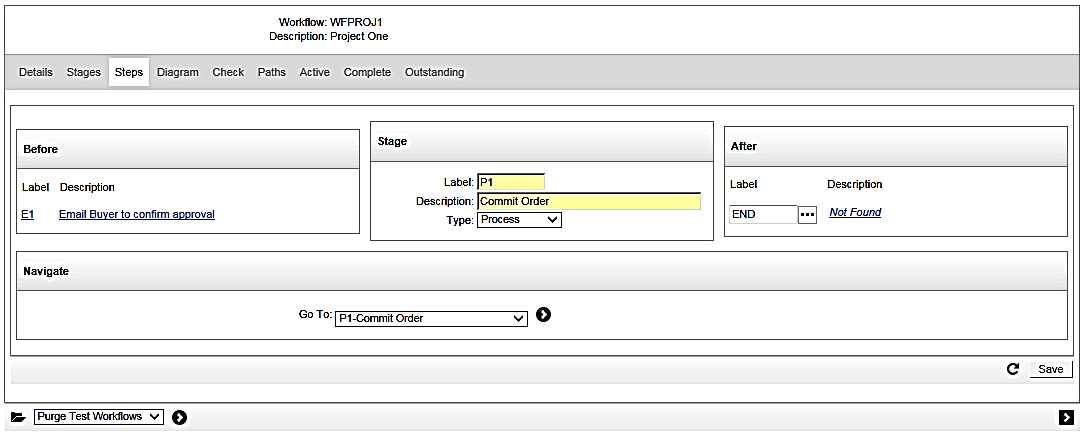 Workflow: WFPROJ1
Description: Project One
Details Stages Steps Diagram Check Paths Active Complete Outstanding
Before
Label Description
E1 Email Buyer to confirm approval
Stage
Label: P1
Description: Commit Order
Type: Process
After
Label Description
END ... Not Found
Navigate
Go To: P1-Commit Order
Save
Purge Test Workflows